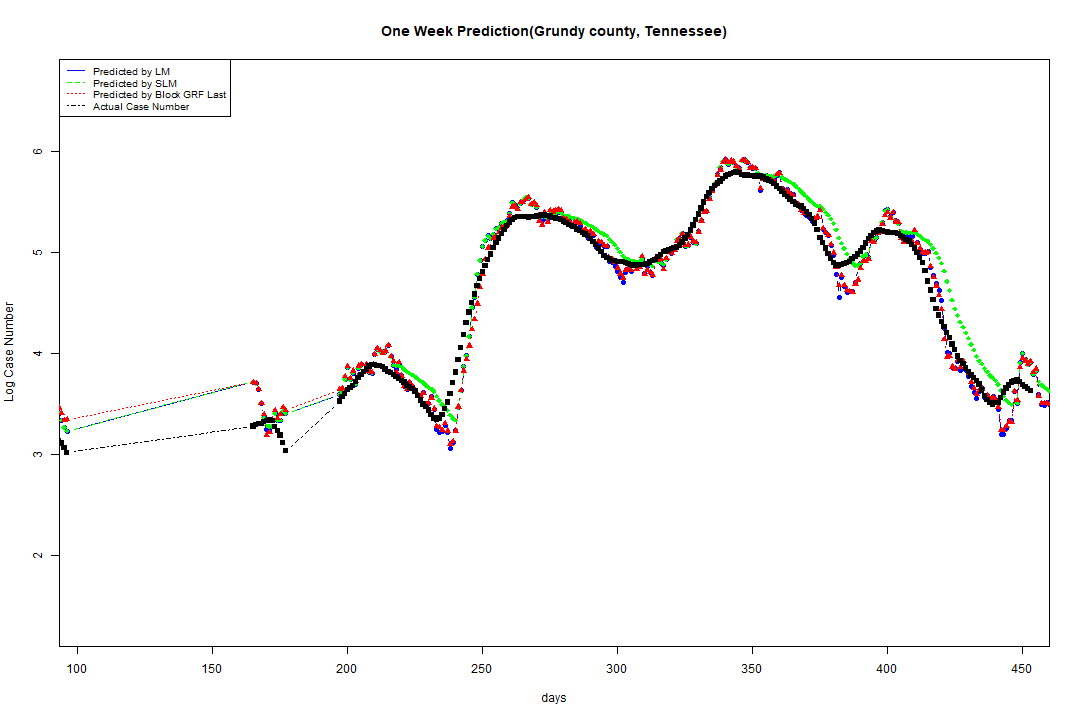 One Week Prediction(Grundy county, Tennessee)
Predicted by LM
Predicted by SLM
Predicted by Block GRF Last
Actual Case Number
Log Case Number
6
5
4
3
2
100 150 200 250 300 350 400 450
days